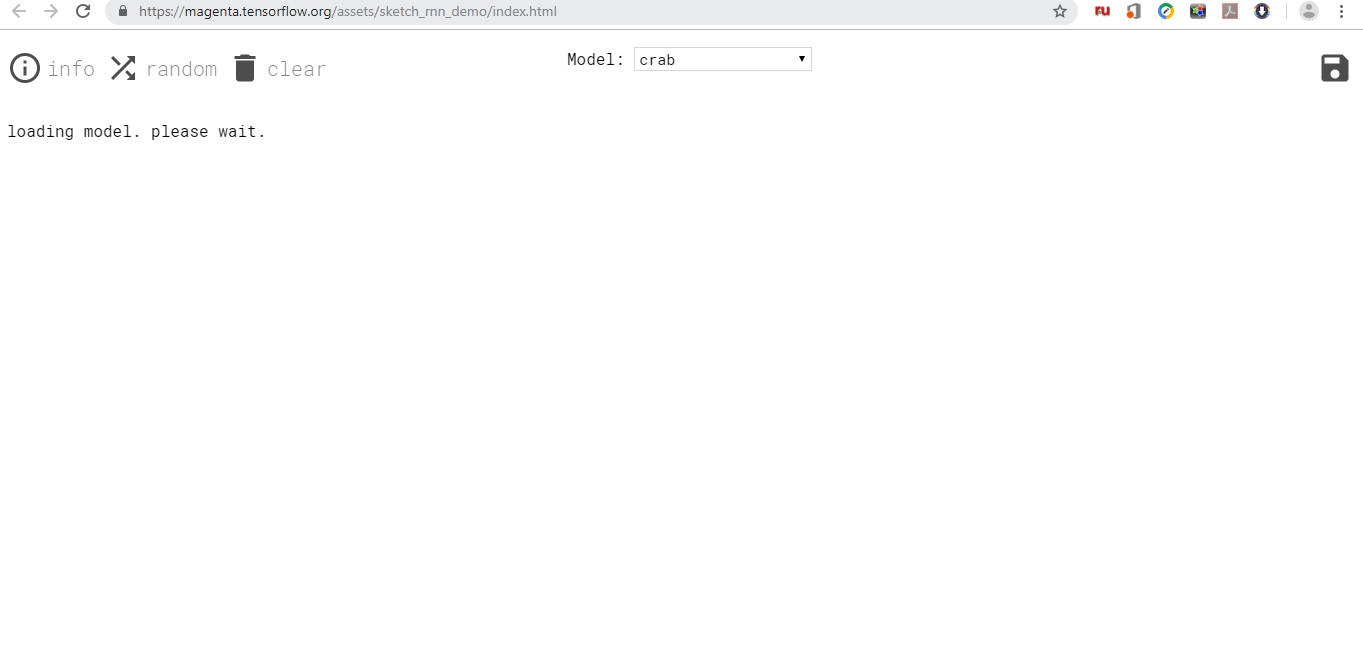 https://magenta.tensorflow.org/assets/sketch_rnn_demo/index.html
info random clear
Model: crab
loading model. please wait.